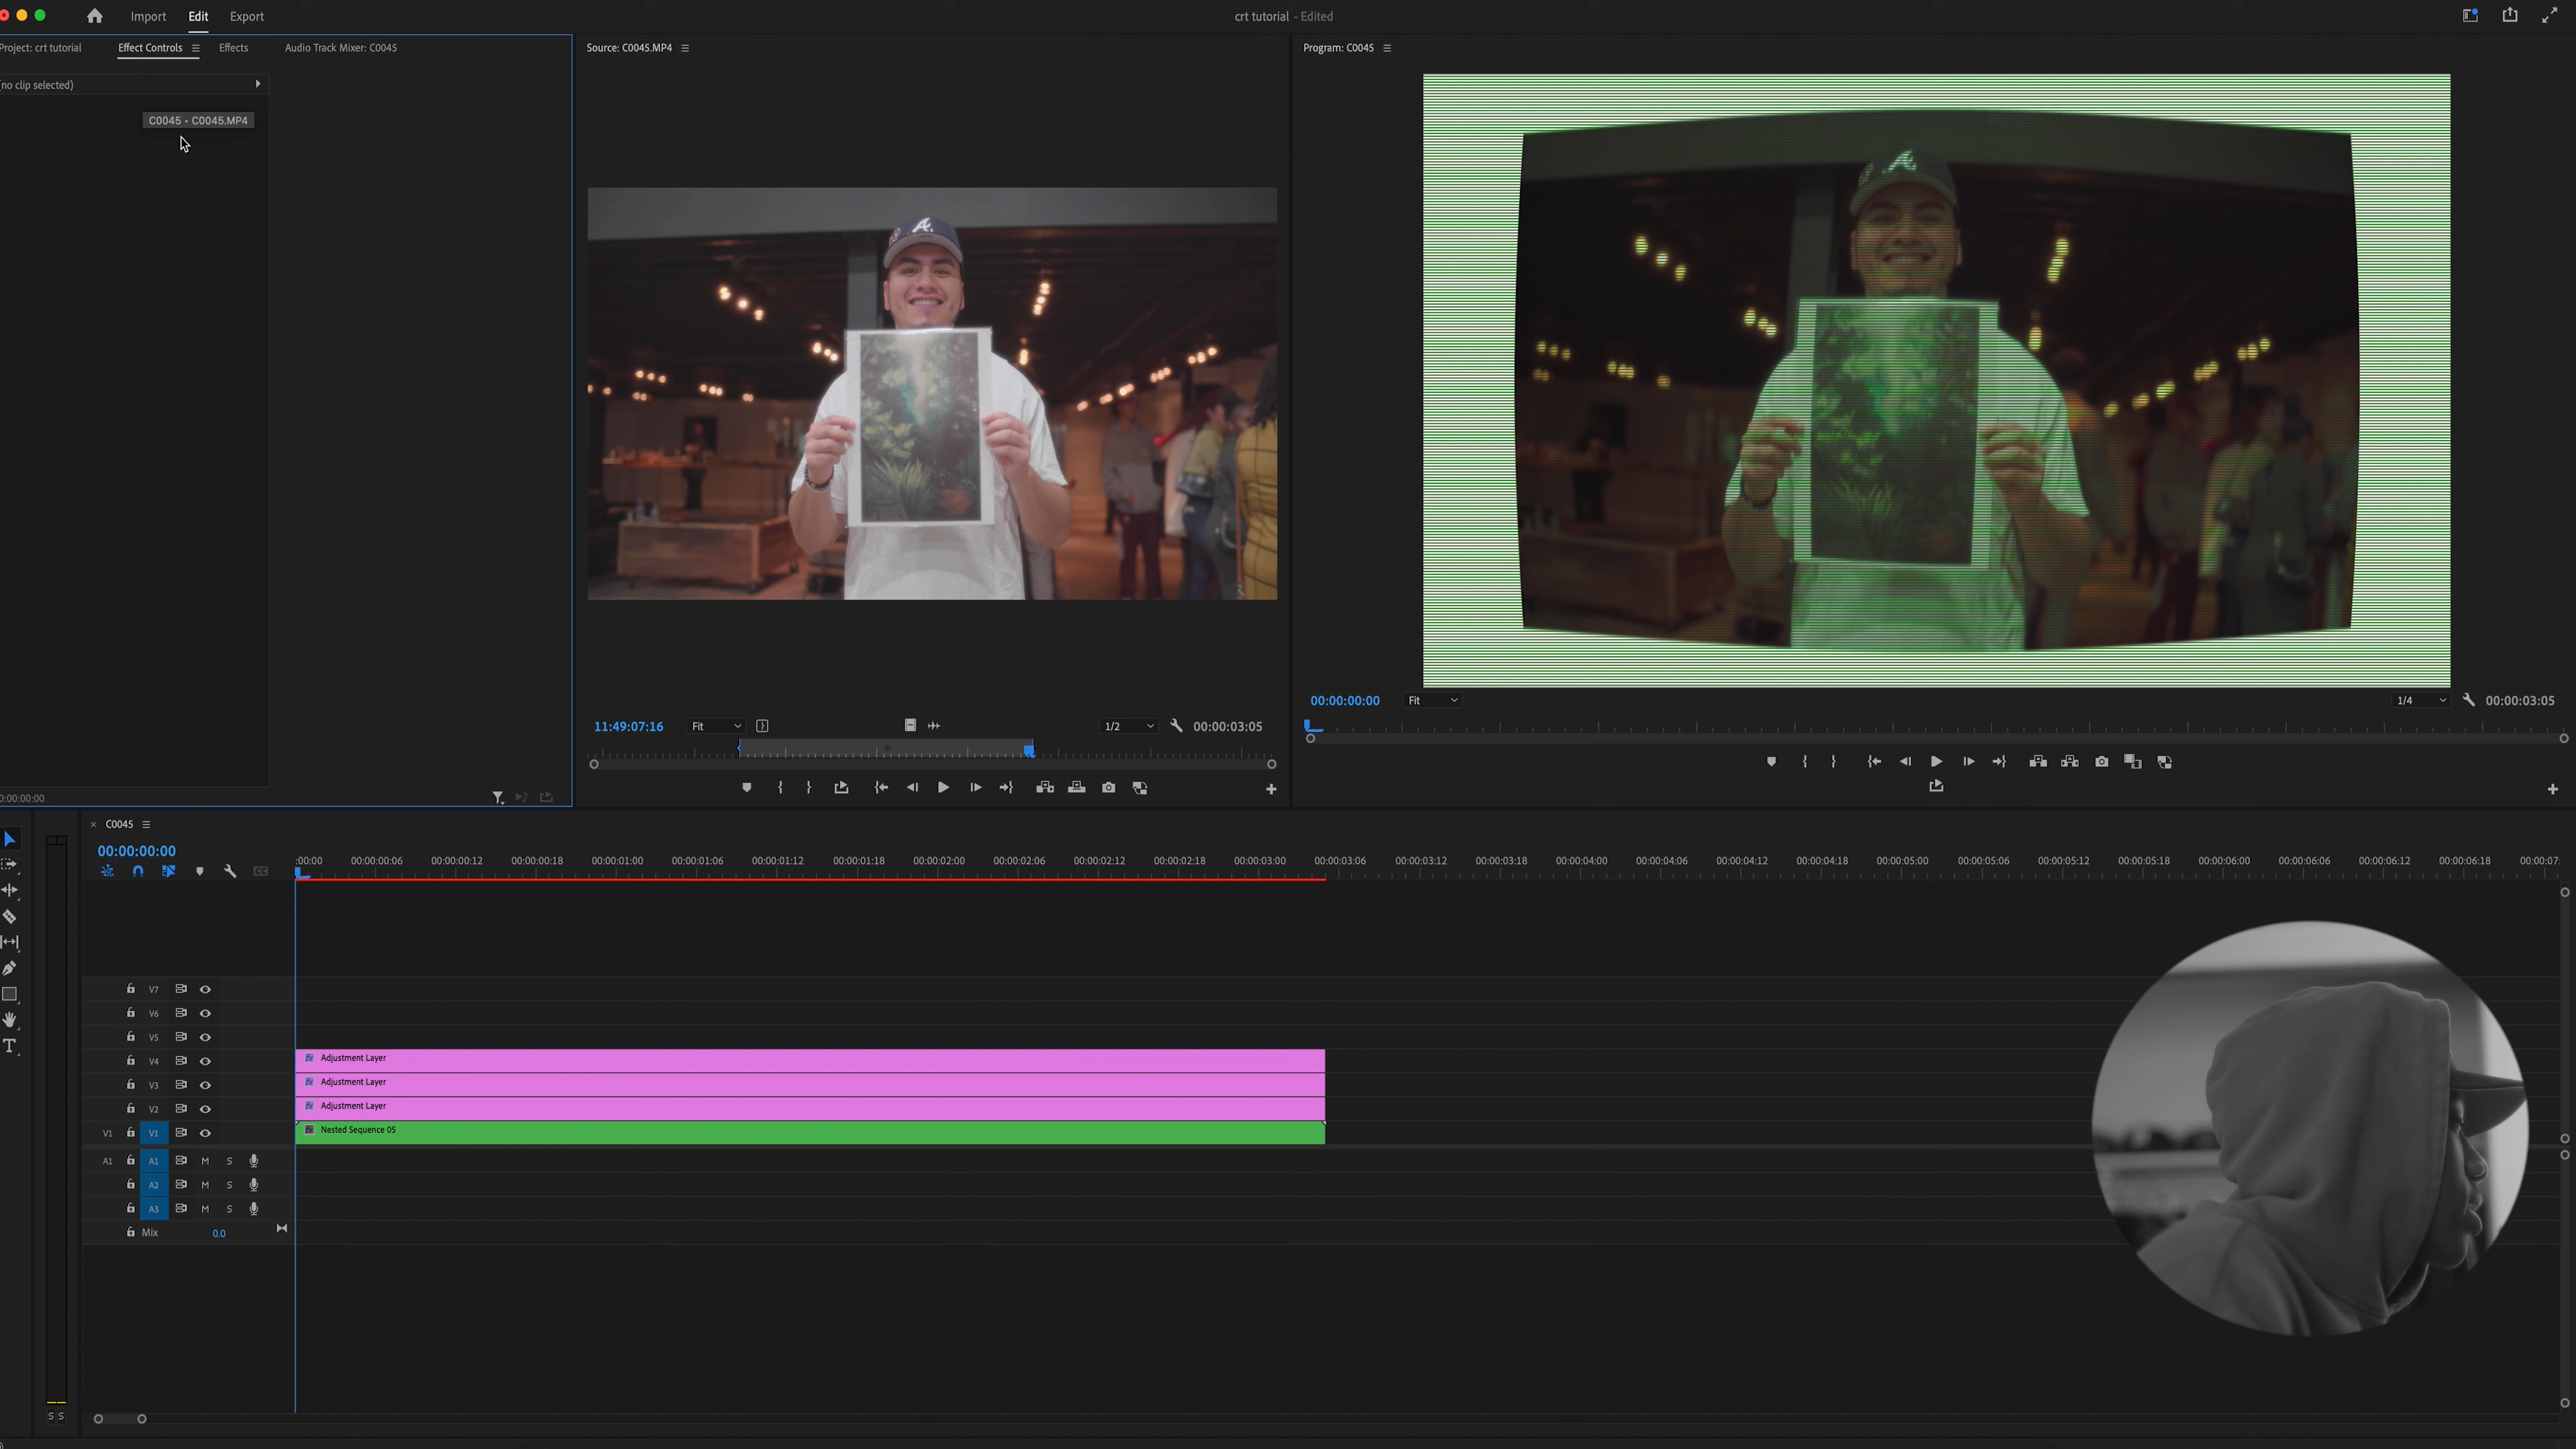 Import Edit Export
crt tutorial - Edited
Project: crt tutorial Effect Controls Effects Audio Track Mixer: C0045
Source: C0045.MP4
Program: C0045
no clip selected)
C0045 • C0045.MP4
A
A
11:49:07:16 Fit 1/2 00:00:03:05
00:00:00:00 Fit 1/4 00:00:03:05
0:00:00:00
C0045
00:00:00:00
:00:00 00:00:00:06 00:00:00:12 00:00:00:18 00:00:01:00 00:00:01:06 00:00:01:12 00:00:01:18 00:00:02:00 00:00:02:06 00:00:02:12 00:00:02:18 00:00:03:00 00:00:03:06 00:00:03:12 00:00:03:18 00:00:04:00 00:00:04:06 00:00:04:12 00:00:04:18 00:00:05:00 00:00:05:06 00:00:05:12 00:00:05:18 00:00:06:00 00:00:06:06 00:00:06:12 00:00:06:18 00:00:07:
V7
V6
V5
V4 Adjustment Layer
V3 Adjustment Layer
V2 Adjustment Layer
V1 V1 Nested Sequence 05
A1 A1 M S
A2 M S
A3 M S
Mix 0.0
S S